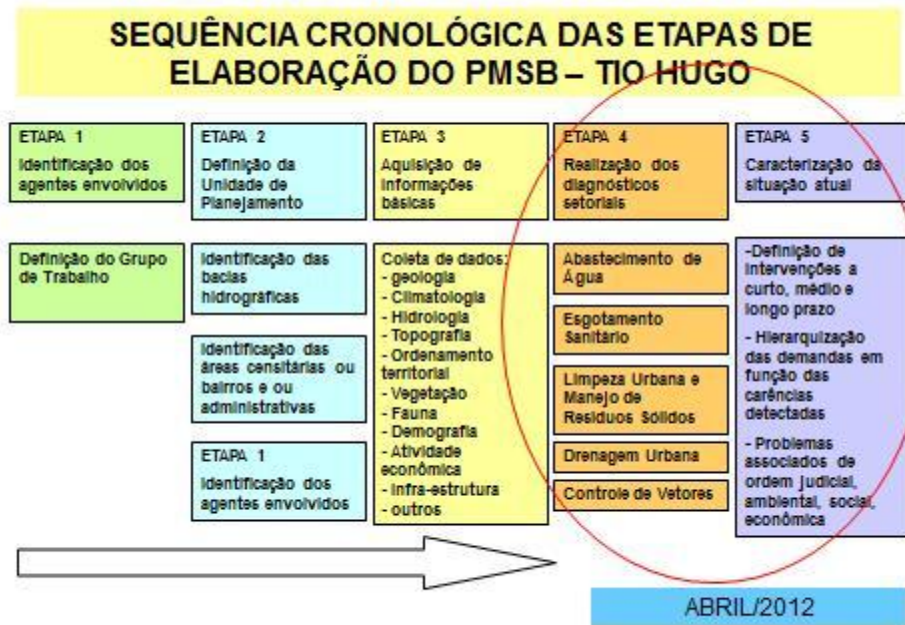 SEQUÊNCIA CRONOLÓGICA DAS ETAPAS DE
ELABORAÇÃO DO PMSB – TIO HUGO
ETAPA 1
Identificação dos
agentes envolvidos
Definição do Grupo
de Trabalho
ETAPA 2
Definição da
Unidade de
Planejamento
Identificação das
bacias
hidrográficas
Identificação das
áreas censitárias ou
bairros e ou
administrativas
ETAPA 1
Identificação dos
agentes envolvidos
ETAPA 3
Aquisição de
informações
básicas
Coleta de dados:
- geologia
- Climatologia
- Hidrologia
- Topografia
- Ordenamento
territorial
- Vegetação
- Fauna
- Demografia
- Atividade
econômica
- Infra-estrutura
- outros
ETAPA 4
Realização dos
diagnósticos
setoriais
Abastecimento de
Água
Esgotamento
Sanitário
Limpeza Urbana e
Manejo de
Resíduos Sólidos
Drenagem Urbana
Controle de Vetores
ETAPA 5
Caracterização da
situação atual
-Definição de
intervenções a
curto, médio e
longo prazo
- Hierarquização
das demandas em
função das
carências
detectadas
- Problemas
associados de
ordem judicial,
ambiental, social,
econômica
ABRIL/2012